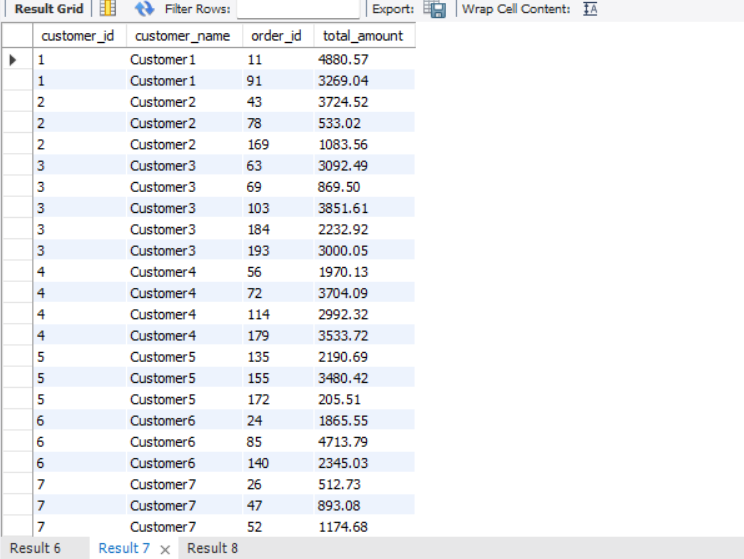 Result Grid Filter Rows: Export: Wrap Cell Content: IA
customer_id customer_name order_id total_amount
1 Customer1 11 4880.57
1 Customer1 91 3269.04
2 Customer2 43 3724.52
2 Customer2 78 533.02
2 Customer2 169 1083.56
3 Customer3 63 3092.49
3 Customer3 69 869.50
3 Customer3 103 3851.61
3 Customer3 184 2232.92
3 Customer3 193 3000.05
4 Customer4 56 1970.13
4 Customer4 72 3704.09
4 Customer4 114 2992.32
4 Customer4 179 3533.72
5 Customer5 135 2190.69
5 Customer5 155 3480.42
5 Customer5 172 205.51
6 Customer6 24 1865.55
6 Customer6 85 4713.79
6 Customer6 140 2345.03
7 Customer7 26 512.73
7 Customer7 47 893.08
7 Customer7 52 1174.68
Result 6 Result 7 × Result 8